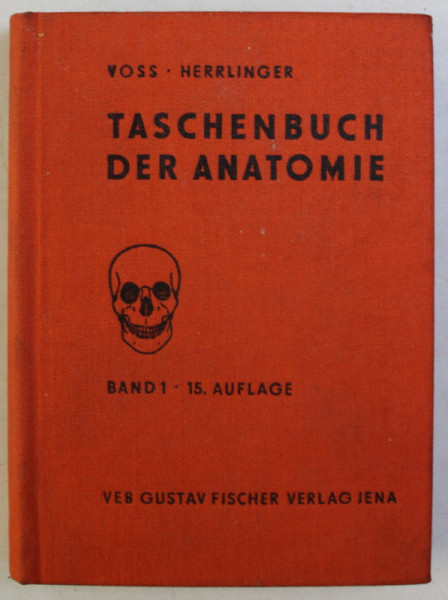 VOSS · HERRLINGER
TASCHENBUCH
DER ANATOMIE
BAND 1 · 15. AUFLAGE
VEB GUSTAV FISCHER VERLAG JENA